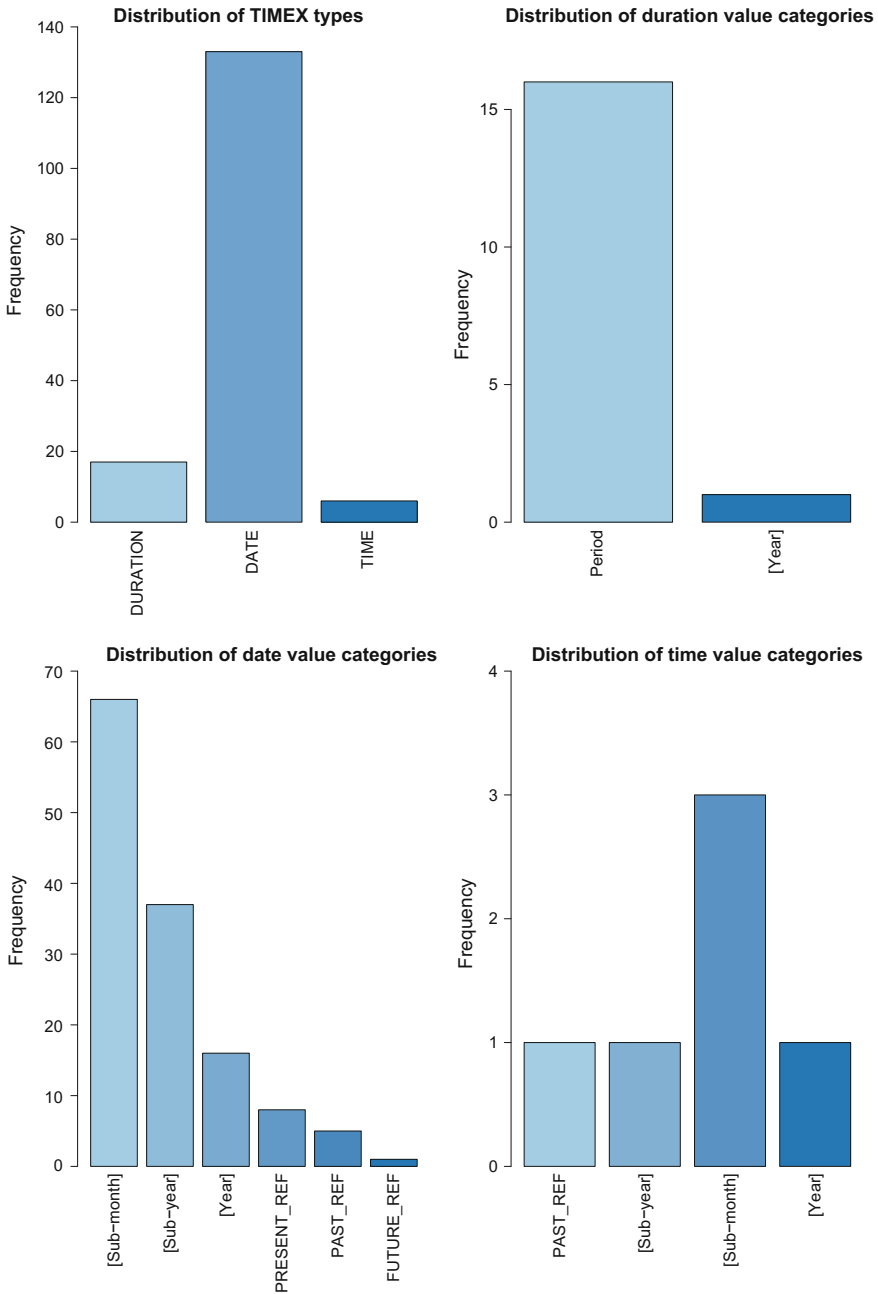 Distribution of TIMEX types
Frequency
140
120
100
80
60
40
20
0
DURATION
DATE
TIME
Distribution of duration value categories
Frequency
15
10
5
0
Period
[Year]
Distribution of date value categories
Frequency
70
60
50
40
30
20
10
0
[Sub−month]
[Sub−year]
[Year]
PRESENT_REF
PAST_REF
FUTURE_REF
Distribution of time value categories
Frequency
4
3
2
1
0
PAST_REF
[Sub−year]
[Sub−month]
[Year]